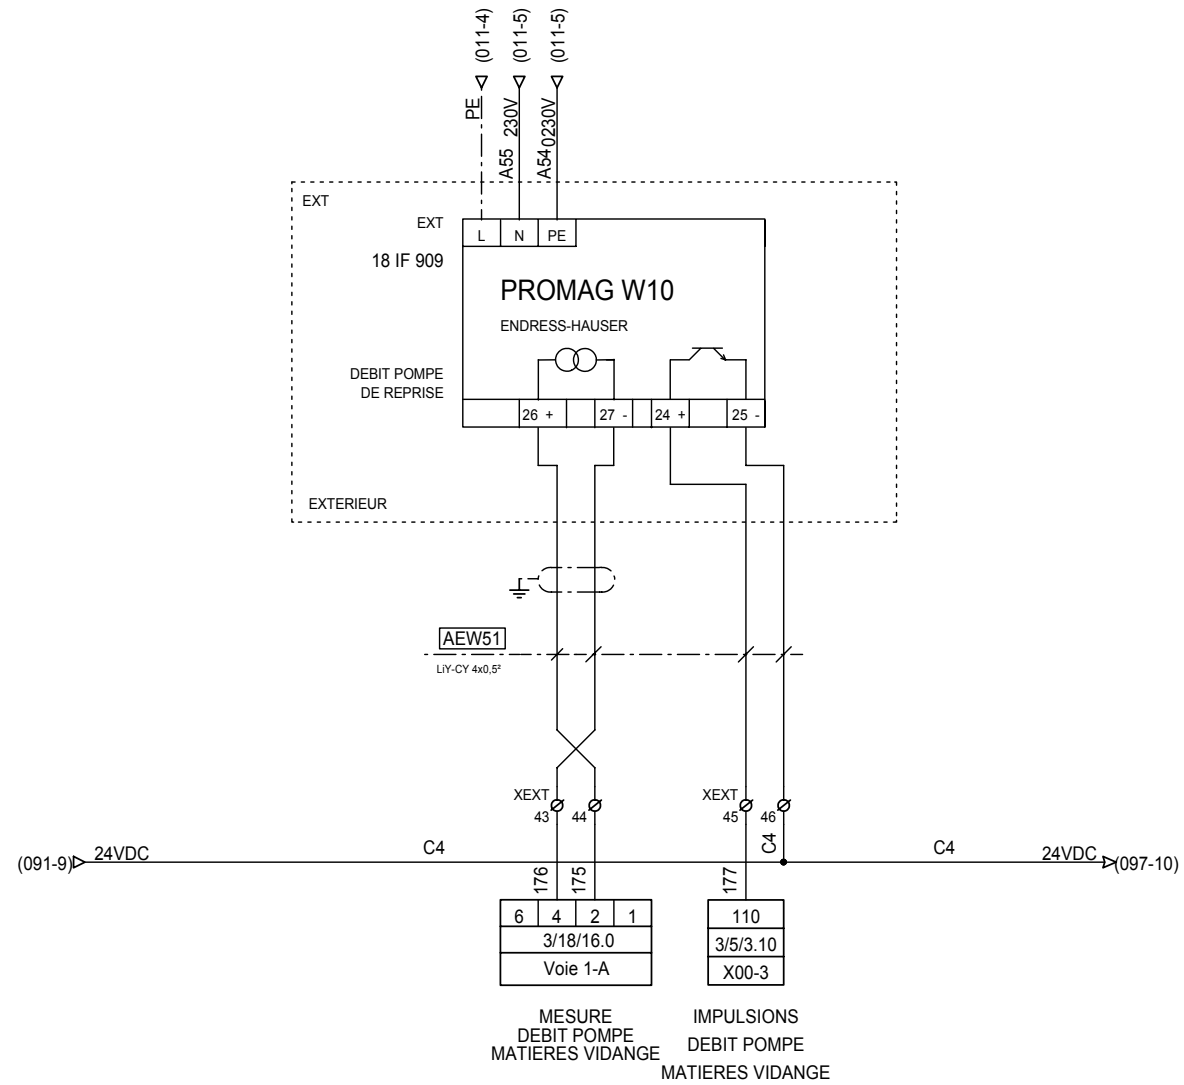 (011-4)
(011-5)
(011-5)
PE
A55 230V
A54 0230V
EXT
EXT
L N PE
18 IF 909
PROMAG W10
ENDRESS-HAUSER
DEBIT POMPE
DE REPRISE
26 + 27 - 24 + 25 -
EXTERIEUR
AEW51
LiY-CY 4x0,5²
XEXT
43
44
XEXT
45
46
C4
(091-9) 24VDC C4 C4 24VDC (097-10)
176
175
177
6 4 2 1
3/18/16.0
Voie 1-A
110
3/5/3.10
X00-3
MESURE
DEBIT POMPE
MATIERES VIDANGE
IMPULSIONS
DEBIT POMPE
MATIERES VIDANGE